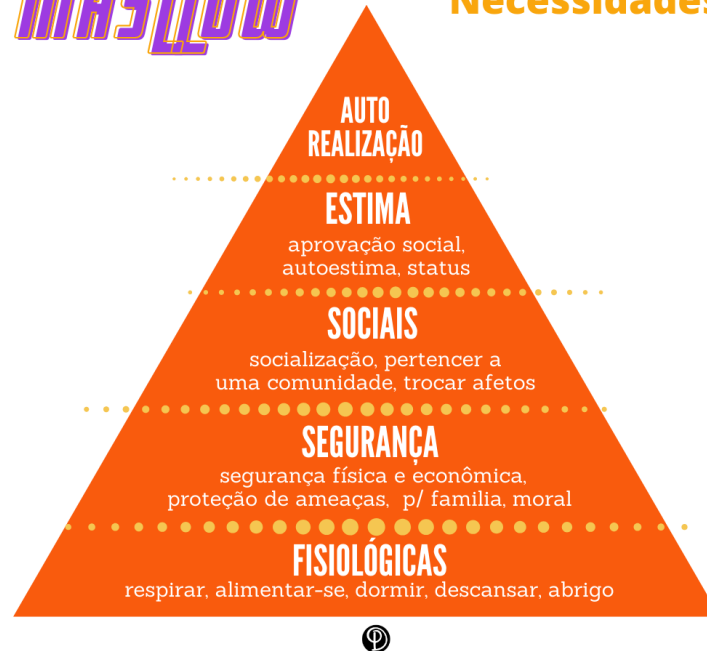 MASLLOW
Necessidades
AUTO
REALIZAÇÃO
ESTIMA
aprovação social,
autoestima, status
SOCIAIS
socialização, pertencer a
uma comunidade, trocar afetos
SEGURANÇA
segurança física e econômica,
proteção de ameaças, p/ familia, moral
FISIOLÓGICAS
respirar, alimentar-se, dormir, descansar, abrigo